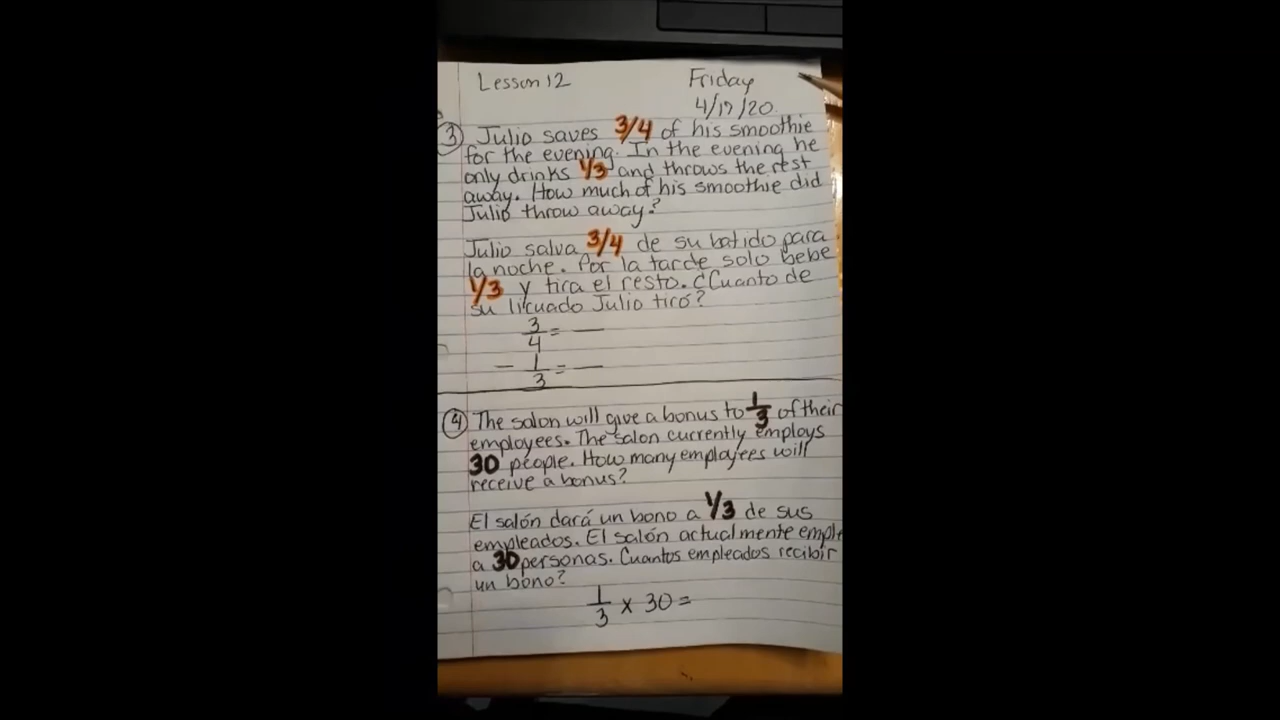 Lesson 12
Friday
4/17/20
3 Julio saves 3/4 of his smoothie
for the evening. In the evening he
only drinks 1/3 and throws the rest
away. How much of his smoothie did
Julio throw away?
Julio salva 3/4 de su batido para
la noche. Por la tarde solo bebe
1/3 y tira el resto. ¿Cuanto de
su licuado Julio tiró?
3/4 = —
- 1/3 = —
4 The salon will give a bonus to 1/3 of their
employees. The salon currently employs
30 people. How many employees will
receive a bonus?
El salón dará un bono a 1/3 de sus
empleados. El salón actualmente emple
a 30 personas. Cuantos empleados recibir
un bono?
1/3 x 30 =